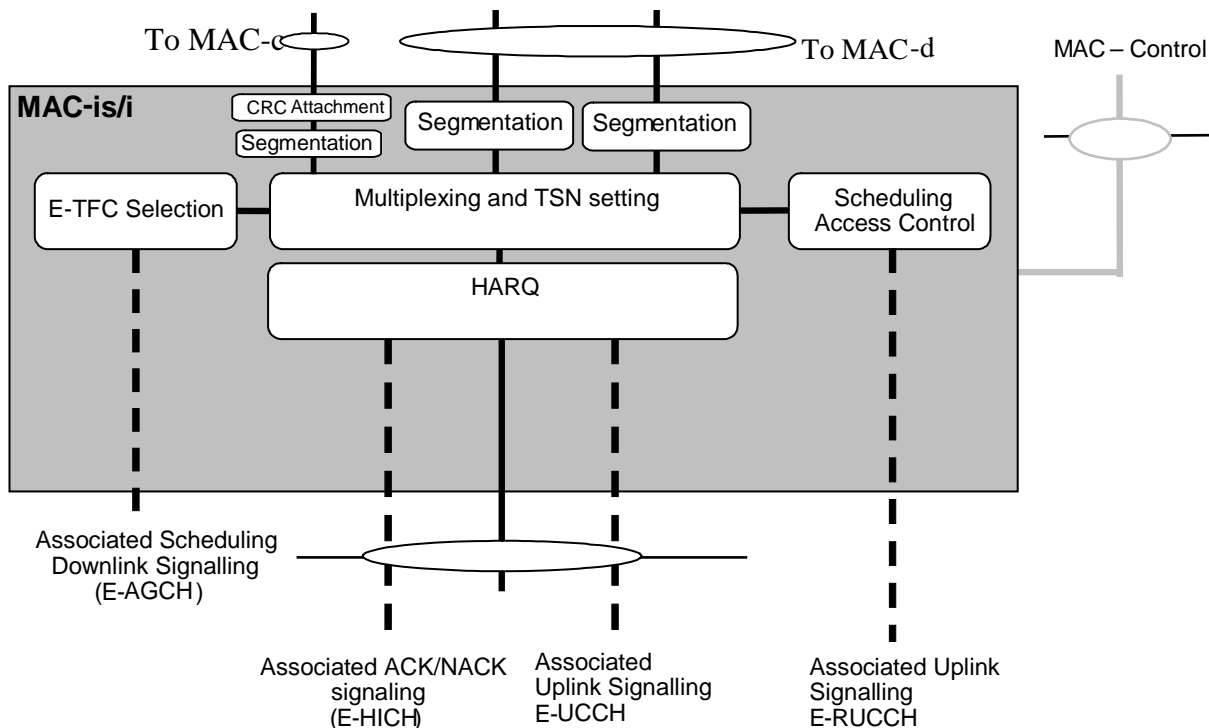 To MAC-c
To MAC-d
MAC – Control
MAC-is/i
CRC Attachment
Segmentation
Segmentation
Segmentation
E-TFC Selection
Multiplexing and TSN setting
Scheduling
Access Control
HARQ
Associated Scheduling
Downlink Signalling
(E-AGCH)
Associated ACK/NACK
signaling
(E-HICH)
Associated
Uplink Signalling
E-UCCH
Associated Uplink
Signalling
E-RUCCH